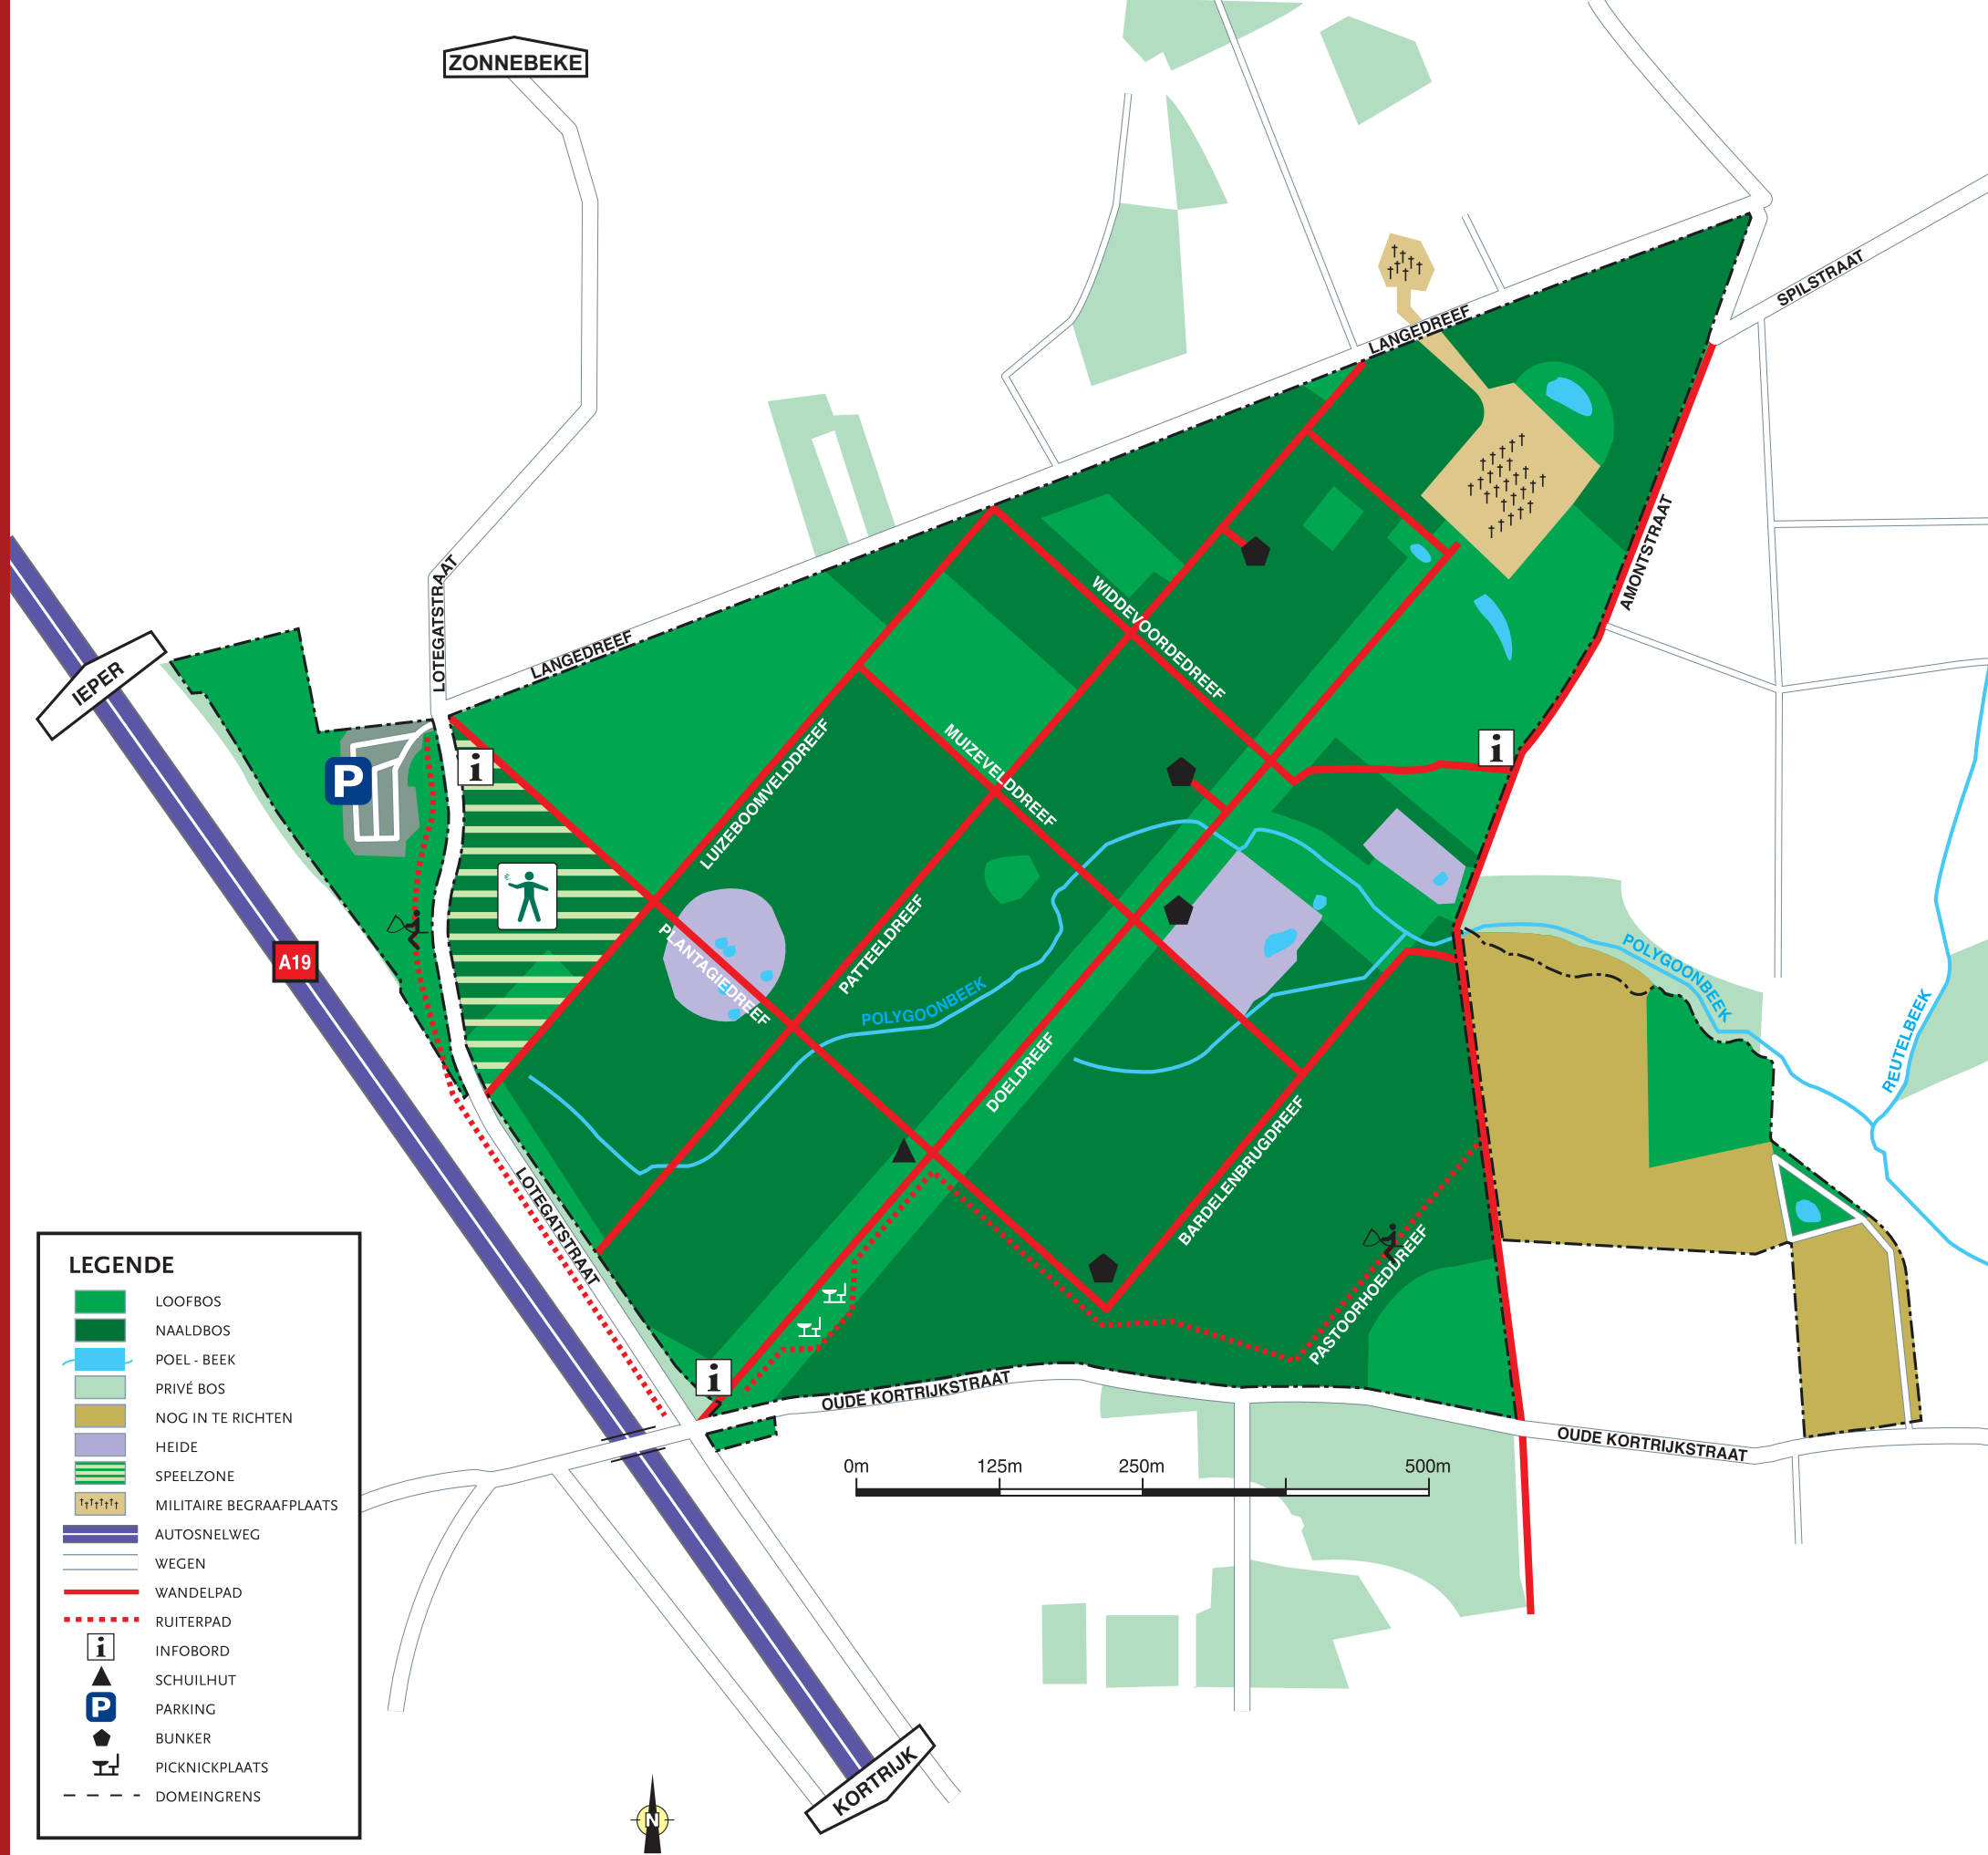 ZONNEBEKE
SPILSTRAAT
LANGEDREEF
AMONTSTRAAT
LOTEGATSTRAAT
LANGEDREEF
IEPER
WIDDEVOORDEDREEF
i
P
i
LUIZEBOOMVELDDREEF
MUIZEVELDDREEF
A19
PLANTAGIEDREEF
PATTEELDREEF
POLYGOONBEEK
POLYGOONBEEK
REUTELBEEK
DOELDREEF
BARDELENBRUGDREEF
LOTEGATSTRAAT
PASTOORHOEDUREEF
i
OUDE KORTRIJKSTRAAT
OUDE KORTRIJKSTRAAT
0m 125m 250m 500m
LEGENDE
LOOFBOS
NAALDBOS
POEL - BEEK
PRIVÉ BOS
NOG IN TE RICHTEN
HEIDE
SPEELZONE
MILITAIRE BEGRAAFPLAATS
AUTOSNELWEG
WEGEN
WANDELPAD
RUITERPAD
i INFOBORD
SCHUILHUT
P PARKING
BUNKER
PICKNICKPLAATS
DOMEINGRENS
KORTRIJK
N